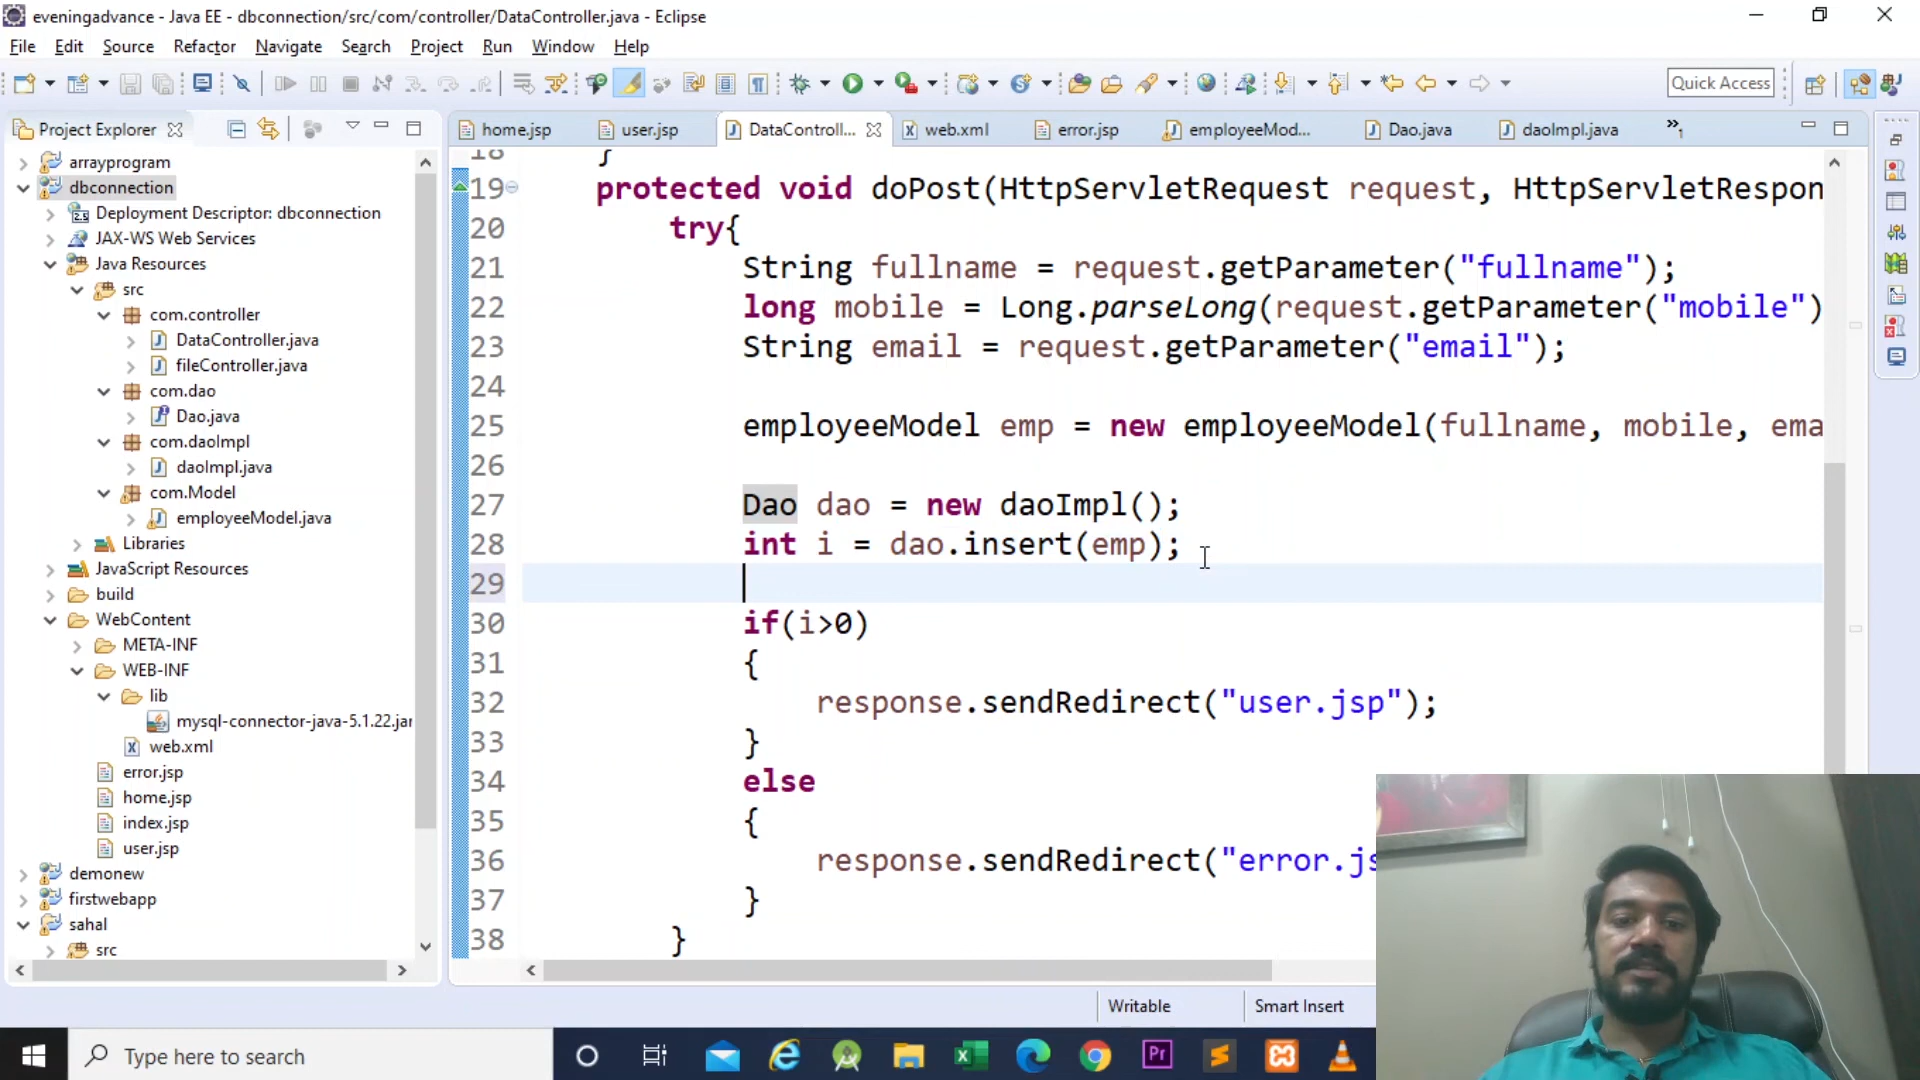 eveningadvance - Java EE - dbconnection/src/com/controller/DataController.java - Eclipse
File Edit Source Refactor Navigate Search Project Run Window Help
Quick Access
Project Explorer
home.jsp user.jsp DataControll... web.xml error.jsp employeeMod... Dao.java daoImpl.java »1
arrayprogram
dbconnection
Deployment Descriptor: dbconnection
JAX-WS Web Services
Java Resources
src
com.controller
DataController.java
fileController.java
com.dao
Dao.java
com.daoImpl
daoImpl.java
com.Model
employeeModel.java
Libraries
JavaScript Resources
build
WebContent
META-INF
WEB-INF
lib
mysql-connector-java-5.1.22.jar
web.xml
error.jsp
home.jsp
index.jsp
user.jsp
demonew
firstwebapp
sahal
src
18 }
19 protected void doPost(HttpServletRequest request, HttpServletRespon
20 try{
21 String fullname = request.getParameter("fullname");
22 long mobile = Long.parseLong(request.getParameter("mobile")
23 String email = request.getParameter("email");
24
25 employeeModel emp = new employeeModel(fullname, mobile, ema
26
27 Dao dao = new daoImpl();
28 int i = dao.insert(emp);
29
30 if(i>0)
31 {
32 response.sendRedirect("user.jsp");
33 }
34 else
35 {
36 response.sendRedirect("error.js
37 }
38 }
Writable Smart Insert
Type here to search